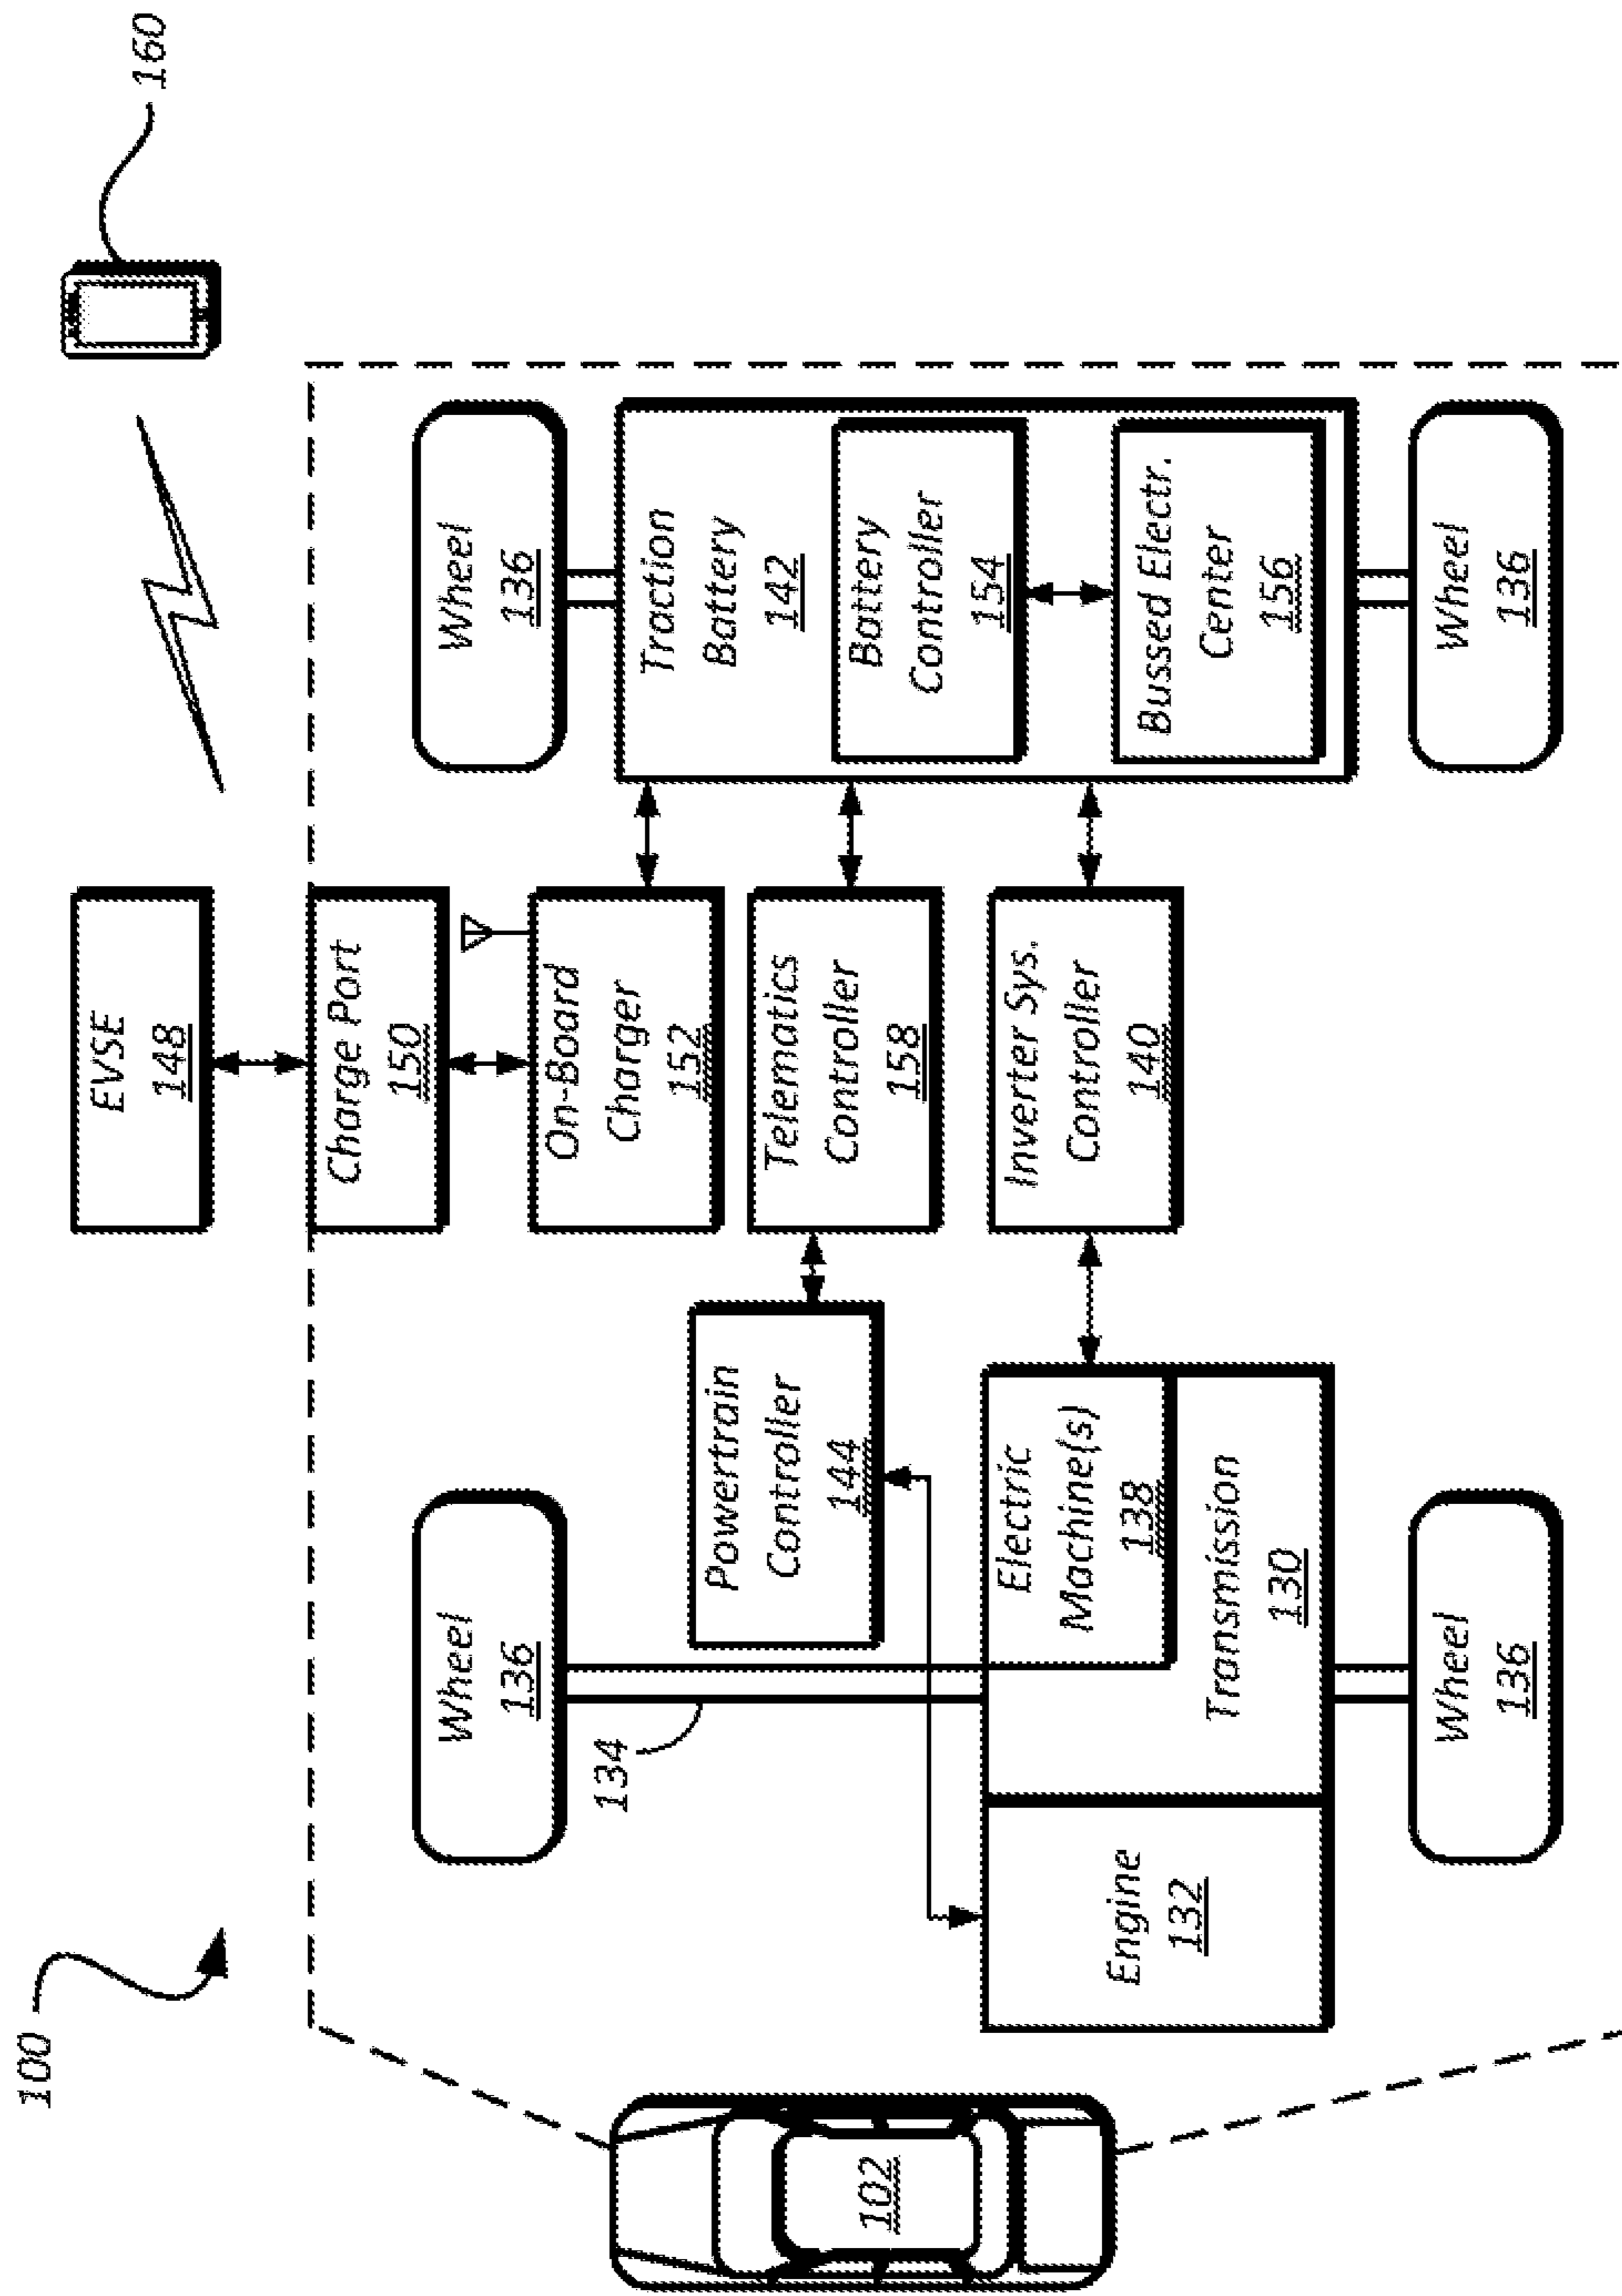 100
160
EVSE
148
Charge Port
150
On-Board
Charger
152
Telematics
Controller
158
Inverter Sys.
Controller
140
Powertrain
Controller
144
Wheel
136
Wheel
136
134
Traction
Battery
142
Battery
Controller
154
Bussed Electr.
Center
156
Electric
Machine(s)
138
Transmission
130
Engine
132
102
Wheel
136
Wheel
136